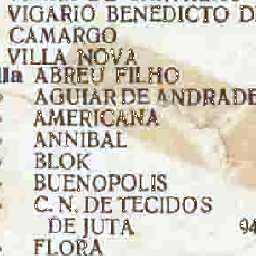 VIGARIO BENEDICTO D
CAMARGO
VILLA NOVA
lla ABREU FILHO
AGUIAR DE ANDRADE
AMERICANA
ANNIBAL
BLOK
BUENOPOLIS
C. N. DE TECIDOS
DE JUTA 94
FLORA